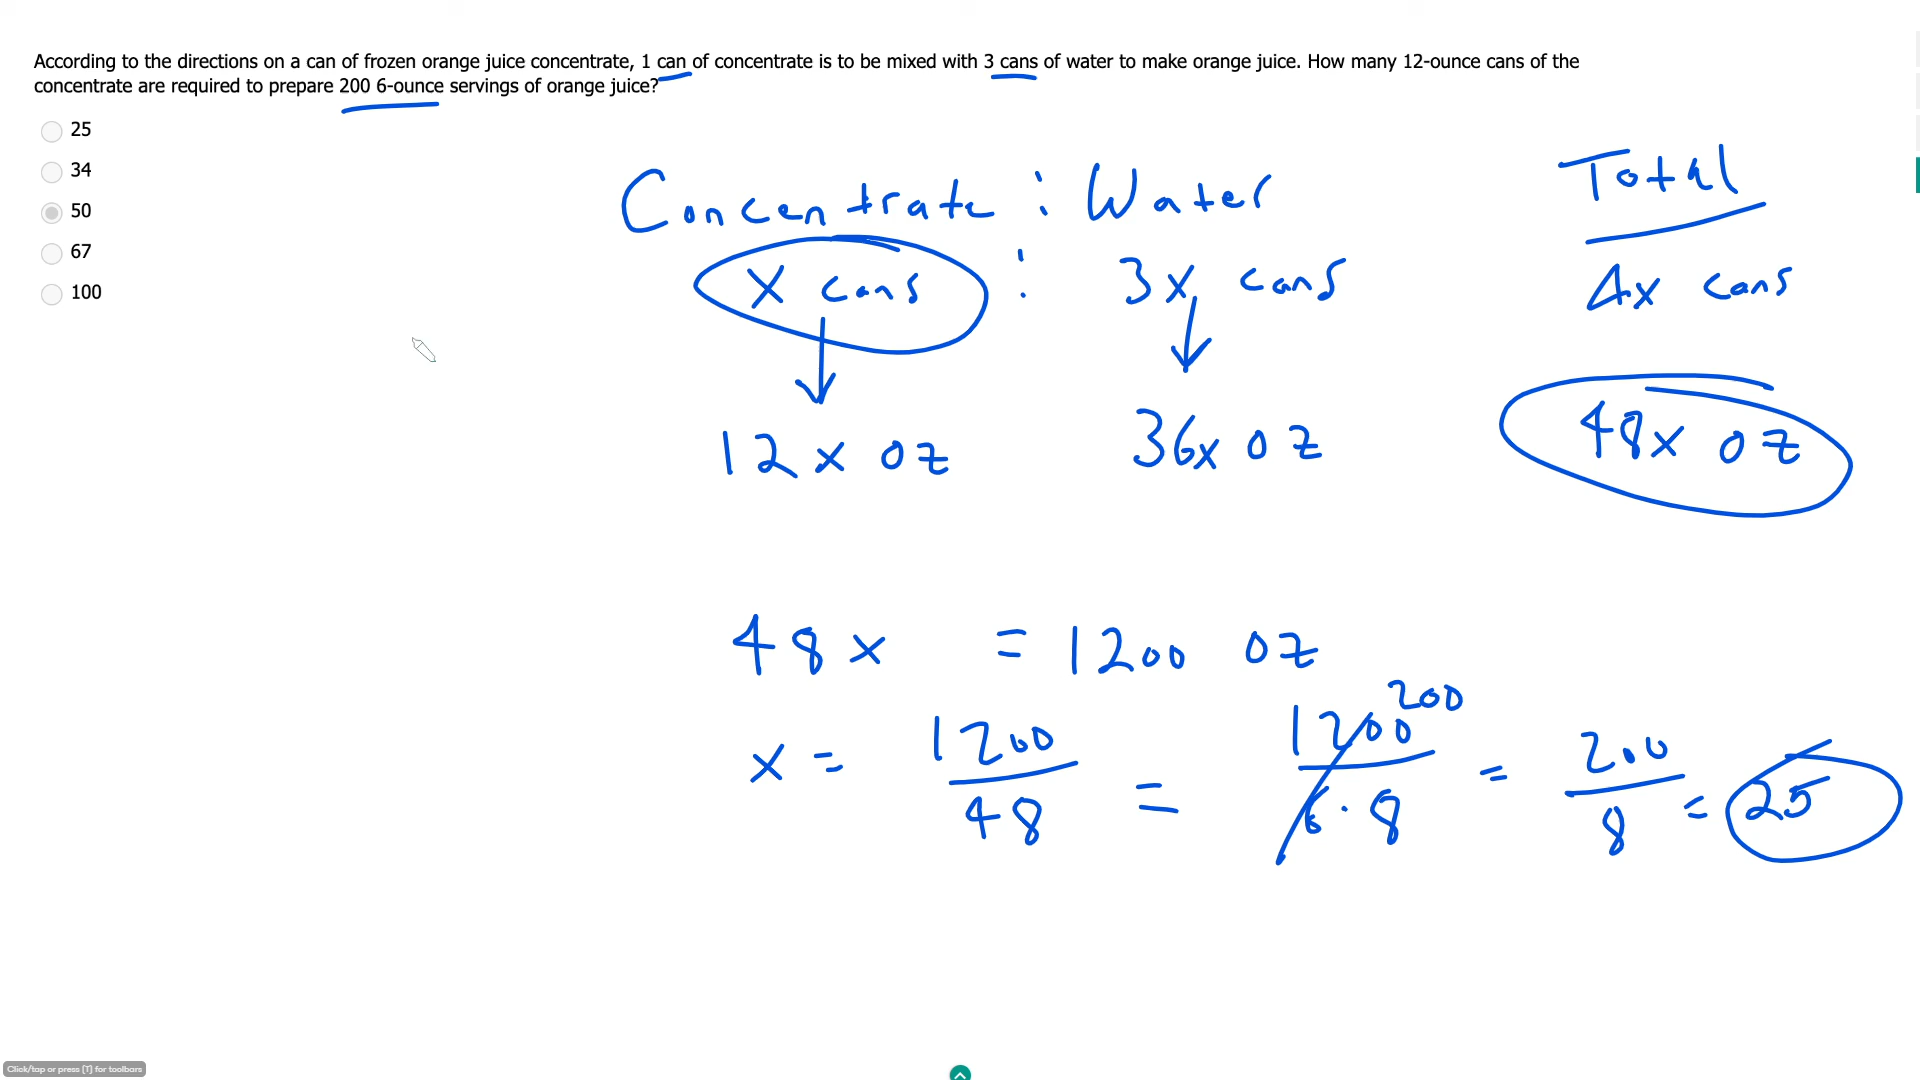 According to the directions on a can of frozen orange juice concentrate, 1 can of concentrate is to be mixed with 3 cans of water to make orange juice. How many 12-ounce cans of the
concentrate are required to prepare 200 6-ounce servings of orange juice?
25
34
50
67
100
Concentrate : Water Total
x cans : 3x cans 4x cans
12x oz 36x oz 48x oz
48x = 1200 oz
x = 1200/48 = 1200/6·8 200 = 200/8 = 25
Click/tap or press [T] for toolbars